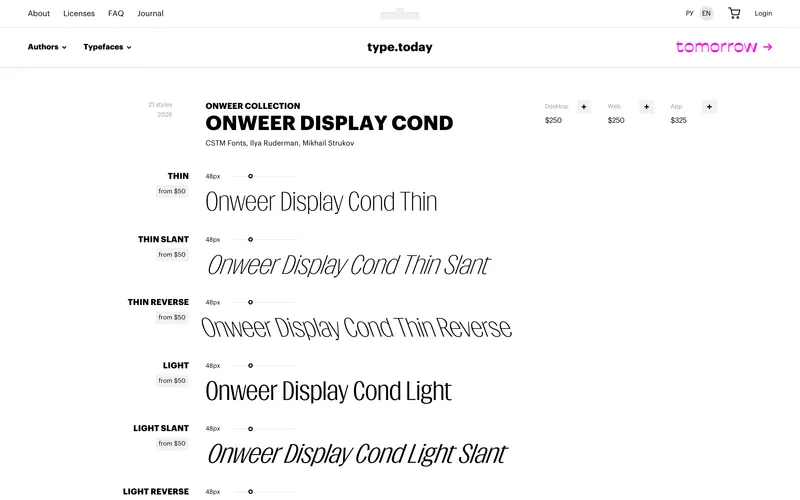 About Licenses FAQ Journal
РУ EN Login
Authors Typefaces
type.today
tomorrow →
21 styles
2026
ONWEER COLLECTION
ONWEER DISPLAY COND
CSTM Fonts, Ilya Ruderman, Mikhail Strukov
Desktop +
$250
Web +
$250
App +
$325
THIN
from $50
48px
Onweer Display Cond Thin
THIN SLANT
from $50
48px
Onweer Display Cond Thin Slant
THIN REVERSE
from $50
48px
Onweer Display Cond Thin Reverse
LIGHT
from $50
48px
Onweer Display Cond Light
LIGHT SLANT
from $50
48px
Onweer Display Cond Light Slant
LIGHT REVERSE
48px